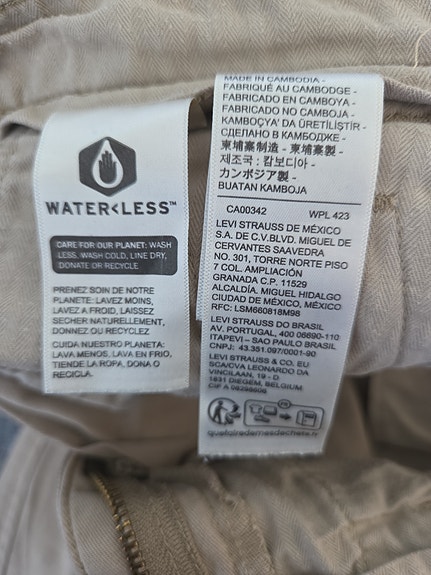 WATER<LESS™
CARE FOR OUR PLANET: WASH
LESS, WASH COLD, LINE DRY,
DONATE OR RECYCLE
PRENEZ SOIN DE NOTRE
PLANETE: LAVEZ MOINS,
LAVEZ A FROID, LAISSEZ
SECHER NATURELLEMENT,
DONNEZ OU RECYCLEZ
CUIDA NUESTRO PLANETA:
LAVA MENOS, LAVA EN FRIO,
TIENDE LA ROPA, DONA O
RECICLA.
MADE IN CAMBODIA -
FABRIQUÉ AU CAMBODGE -
FABRICADO EN CAMBOYA -
FABRICADO NO CAMBOJA -
KAMBOÇYA' DA ÜRETİLİŞTİR -
СДЕЛАНО В КАМБОДЖЕ -
柬埔寨制造 - 柬埔寨製 -
제조국 : 캄보디아 -
カンボジア製 -
BUATAN KAMBOJA
CA00342 WPL 423
LEVI STRAUSS DE MÉXICO
S.A. DE C.V.BLVD. MIGUEL DE
CERVANTES SAAVEDRA
NO. 301, TORRE NORTE PISO
7 COL. AMPLIACIÓN
GRANADA C.P. 11529
ALCALDÍA. MIGUEL HIDALGO
CIUDAD DE MÉXICO, MÉXICO
RFC: LSM660818M98
LEVI STRAUSS DO BRASIL
AV. PORTUGAL, 400 06690-110
ITAPEVI – SAO PAULO BRASIL
CNPJ: 43.351.097/0001-90
LEVI STRAUSS & CO. EU
SCA/CVA LEONARDO DA
VINCILAAN, 19 - D
1831 DIEGEM, BELGIUM
FR
quefairedemesdechets.fr